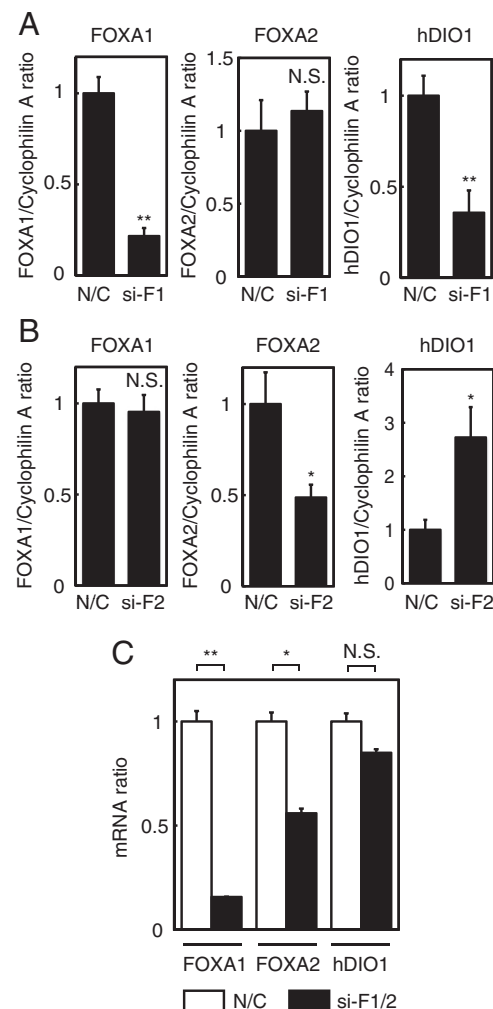 A
FOXA1 FOXA2 hDIO1
FOXA1/Cyclophilin A ratio
1
0.5
0
**
N/C si-F1
FOXA2/Cyclophilin A ratio
1.5
1
0.5
0
N.S.
N/C si-F1
hDIO1/Cyclophilin A ratio
1
0.5
0
**
N/C si-F1
B
FOXA1 FOXA2 hDIO1
FOXA1/Cyclophilin A ratio
1
0.5
0
N.S.
N/C si-F2
FOXA2/Cyclophilin A ratio
1
0.5
0
*
N/C si-F2
hDIO1/Cyclophilin A ratio
4
3
2
1
0
*
N/C si-F2
C
** * N.S.
mRNA ratio
1
0.5
0
FOXA1 FOXA2 hDIO1
N/C si-F1/2